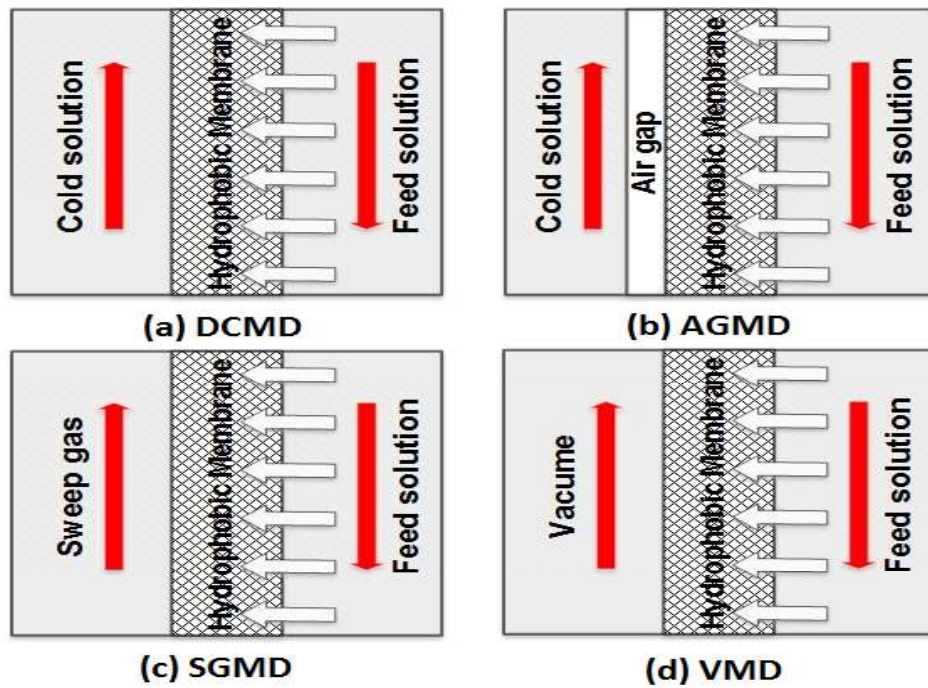 Cold solution
Hydrophobic Membrane
Feed solution
(a) DCMD
Cold solution
Air gap
Hydrophobic Membrane
Feed solution
(b) AGMD
Sweep gas
Hydrophobic Membrane
Feed solution
(c) SGMD
Vacume
Hydrophobic Membrane
Feed solution
(d) VMD